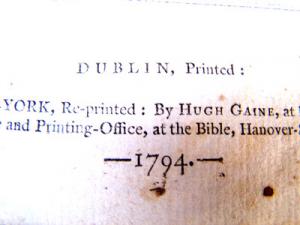 DUBLIN, Printed:
-YORK, Re-printed: By HUGH GAINE, at
and Printing-Office, at the Bible, Hanover-
—1794.—